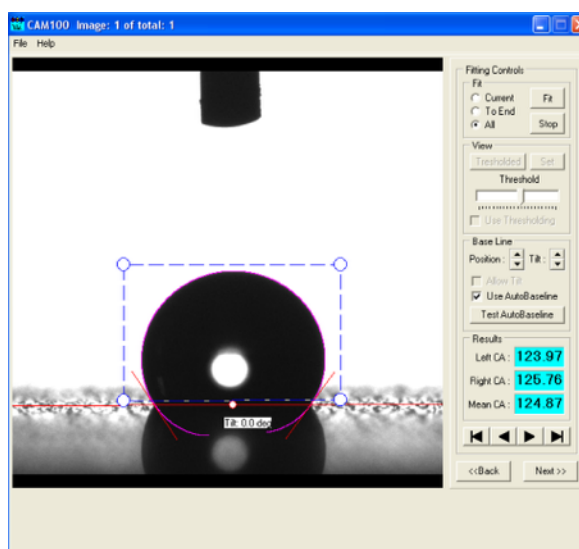 CAM100 Image: 1 of total: 1
File Help
Fitting Controls
Fit
Current
Fit
To End
All
Stop
View
Tresholded Set
Threshold
Use Thresholding
Base Line
Position : Tilt :
Allow Tilt
Use AutoBaseline
Test AutoBaseline
Results
Left CA : 123.97
Right CA : 125.76
Mean CA : 124.87
Tilt: 0.0 deg
<<Back Next >>